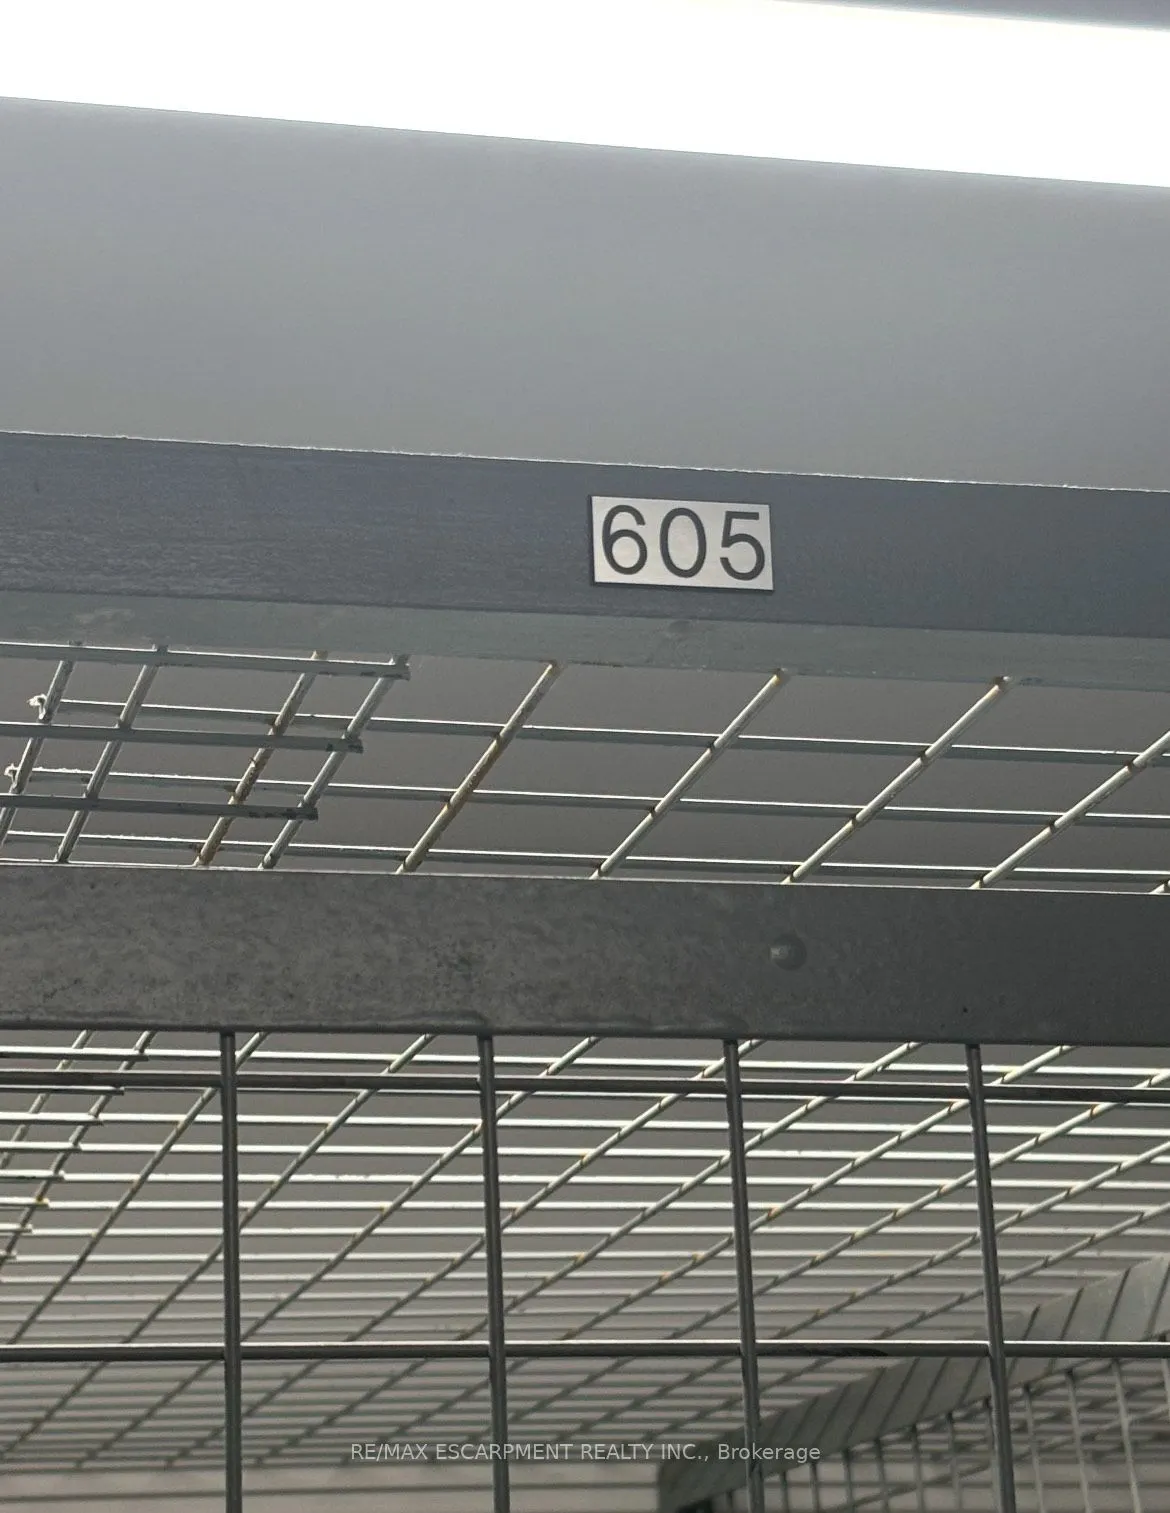 605
RE/MAX ESCARPMENT REALTY INC., Brokerage